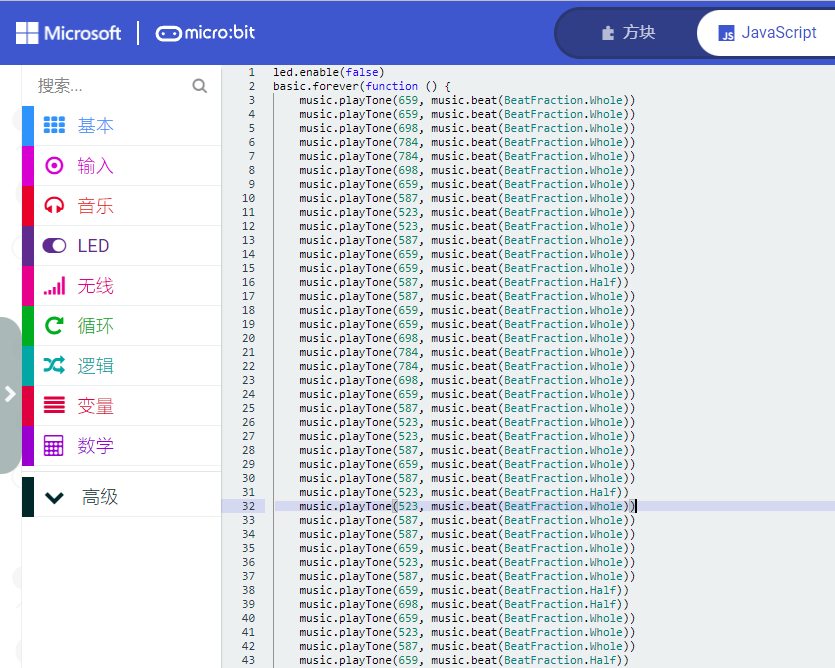 Microsoft | micro:bit 方块 JS JavaScript
搜索...
基本
输入
音乐
LED
无线
循环
逻辑
变量
数学
高级
1 led.enable(false)
2 basic.forever(function () {
3 music.playTone(659, music.beat(BeatFraction.Whole))
4 music.playTone(659, music.beat(BeatFraction.Whole))
5 music.playTone(698, music.beat(BeatFraction.Whole))
6 music.playTone(784, music.beat(BeatFraction.Whole))
7 music.playTone(784, music.beat(BeatFraction.Whole))
8 music.playTone(698, music.beat(BeatFraction.Whole))
9 music.playTone(659, music.beat(BeatFraction.Whole))
10 music.playTone(587, music.beat(BeatFraction.Whole))
11 music.playTone(523, music.beat(BeatFraction.Whole))
12 music.playTone(523, music.beat(BeatFraction.Whole))
13 music.playTone(587, music.beat(BeatFraction.Whole))
14 music.playTone(659, music.beat(BeatFraction.Whole))
15 music.playTone(659, music.beat(BeatFraction.Whole))
16 music.playTone(587, music.beat(BeatFraction.Half))
17 music.playTone(587, music.beat(BeatFraction.Whole))
18 music.playTone(659, music.beat(BeatFraction.Whole))
19 music.playTone(659, music.beat(BeatFraction.Whole))
20 music.playTone(698, music.beat(BeatFraction.Whole))
21 music.playTone(784, music.beat(BeatFraction.Whole))
22 music.playTone(784, music.beat(BeatFraction.Whole))
23 music.playTone(698, music.beat(BeatFraction.Whole))
24 music.playTone(659, music.beat(BeatFraction.Whole))
25 music.playTone(587, music.beat(BeatFraction.Whole))
26 music.playTone(523, music.beat(BeatFraction.Whole))
27 music.playTone(523, music.beat(BeatFraction.Whole))
28 music.playTone(587, music.beat(BeatFraction.Whole))
29 music.playTone(659, music.beat(BeatFraction.Whole))
30 music.playTone(587, music.beat(BeatFraction.Whole))
31 music.playTone(523, music.beat(BeatFraction.Half))
32 music.playTone(523, music.beat(BeatFraction.Whole))
33 music.playTone(587, music.beat(BeatFraction.Whole))
34 music.playTone(587, music.beat(BeatFraction.Whole))
35 music.playTone(659, music.beat(BeatFraction.Whole))
36 music.playTone(523, music.beat(BeatFraction.Whole))
37 music.playTone(587, music.beat(BeatFraction.Whole))
38 music.playTone(659, music.beat(BeatFraction.Half))
39 music.playTone(698, music.beat(BeatFraction.Half))
40 music.playTone(659, music.beat(BeatFraction.Whole))
41 music.playTone(523, music.beat(BeatFraction.Whole))
42 music.playTone(587, music.beat(BeatFraction.Whole))
43 music.playTone(659, music.beat(BeatFraction.Half))